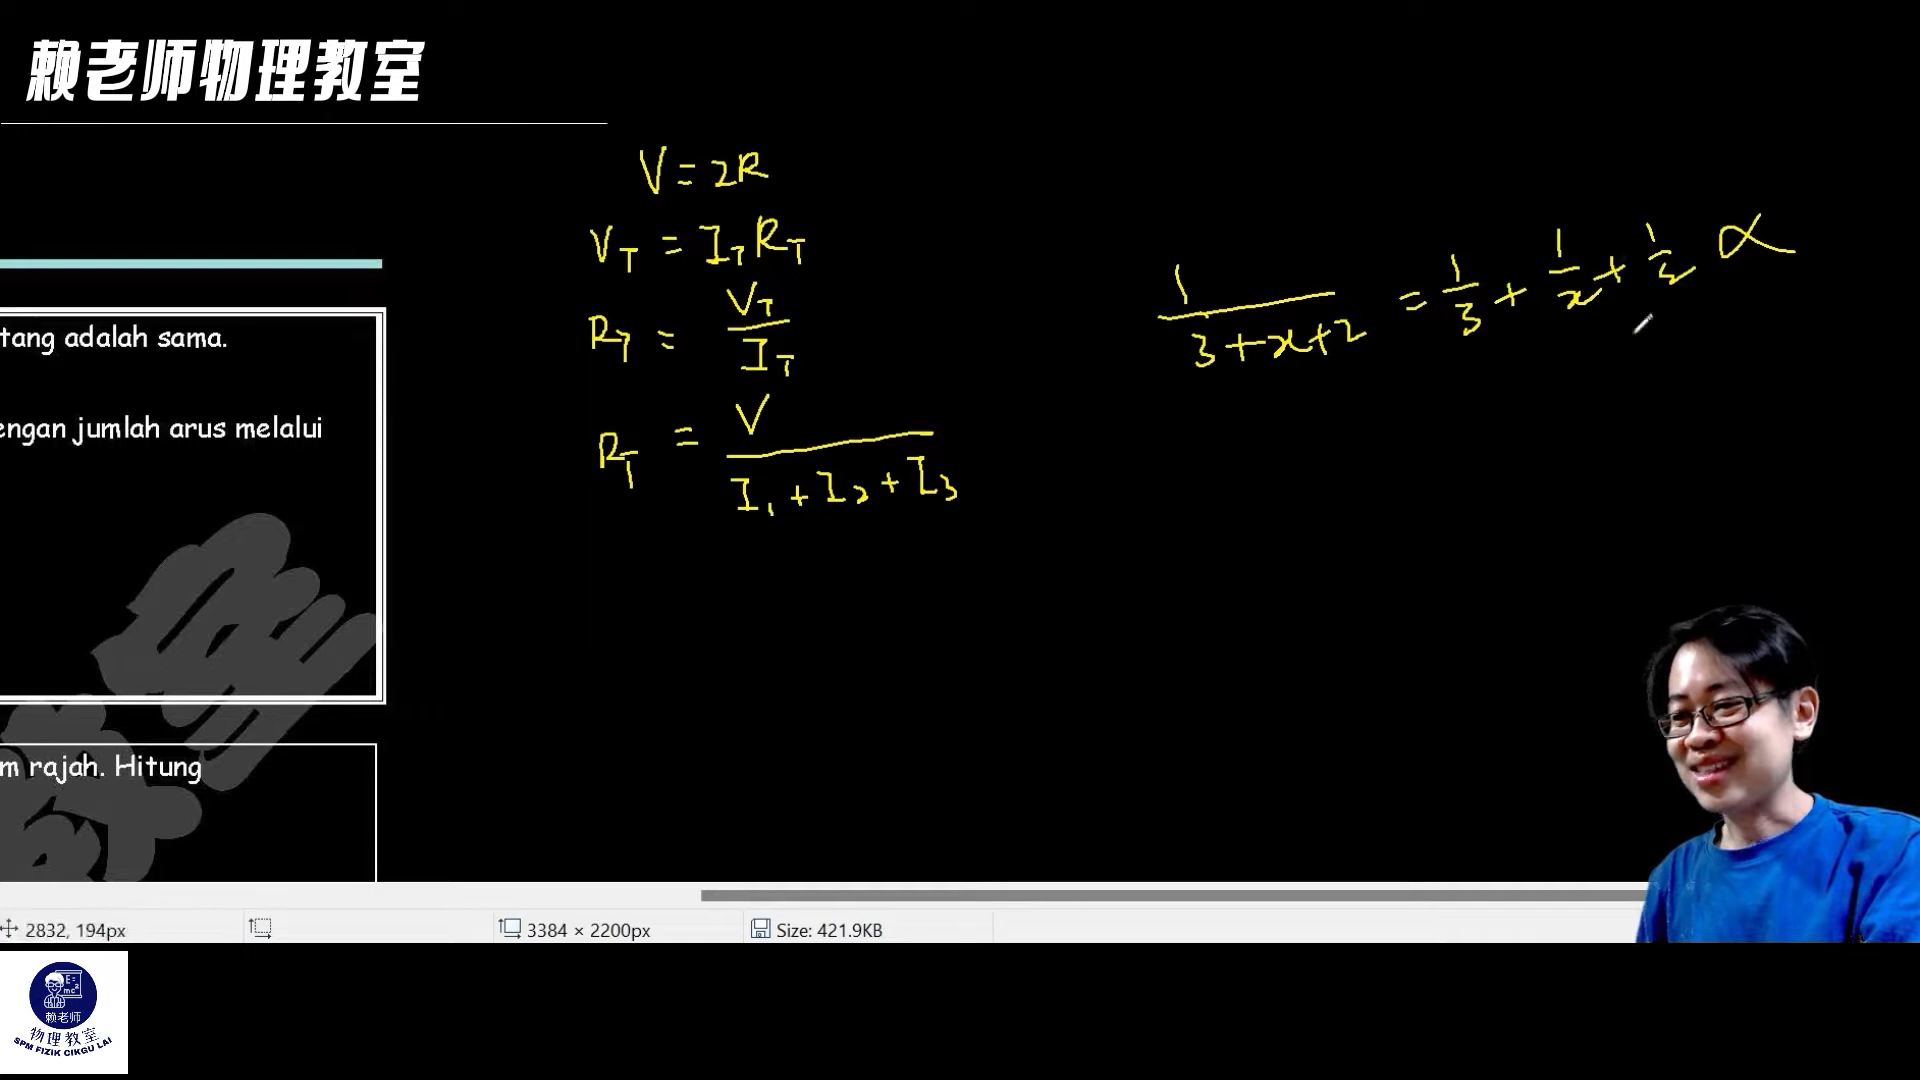 赖老师物理教室
V = 2R
V_T = I_T R_T
R_T = V_T / I_T
R_T = V / (I_1 + I_2 + I_3)
1 / (3+x+2) = 1/3 + 1/x + 1/2 ∝
tang adalah sama.
engan jumlah arus melalui
m rajah. Hitung
2832, 194px
3384 × 2200px
Size: 421.9KB
E=
mc²
赖老师
物理教室
SPM FIZIK CIKGU LAI